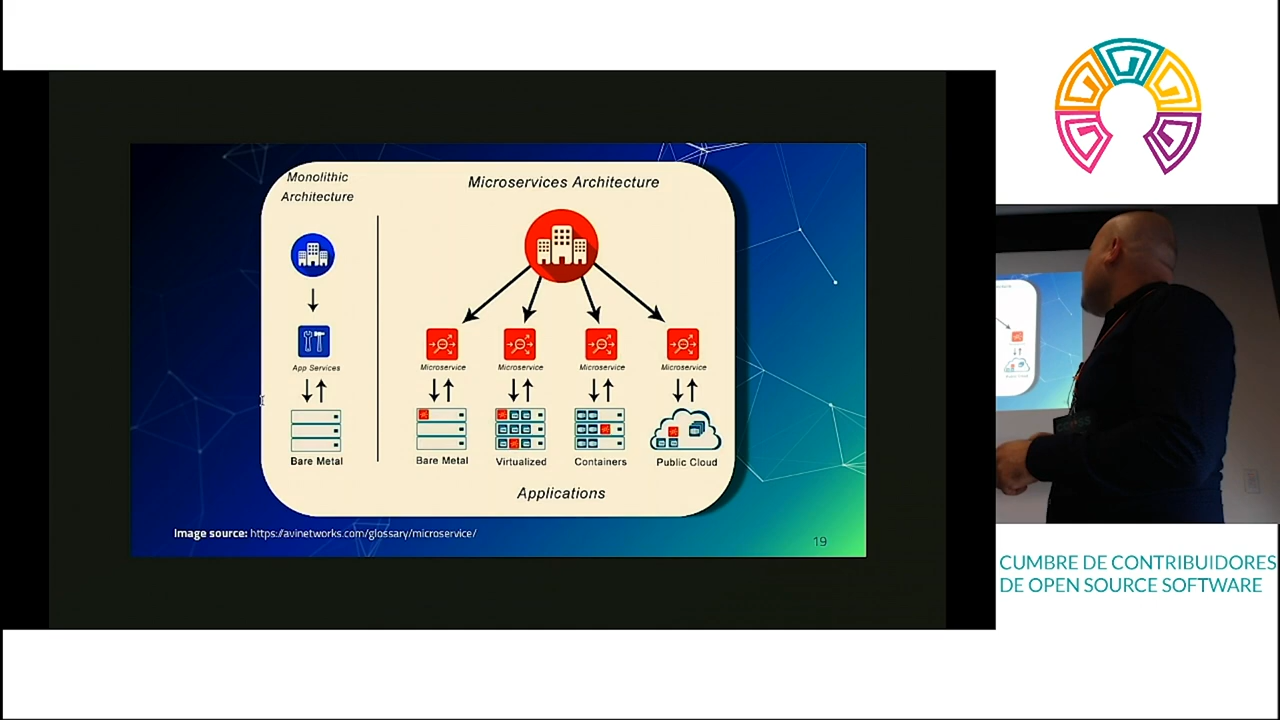 Monolithic
Architecture
Microservices Architecture
App Services
Microservice
Microservice
Microservice
Microservice
Bare Metal
Bare Metal
Virtualized
Containers
Public Cloud
Applications
Image source: https://avinetworks.com/glossary/microservice/
19
CUMBRE DE CONTRIBUIDORES
DE OPEN SOURCE SOFTWARE